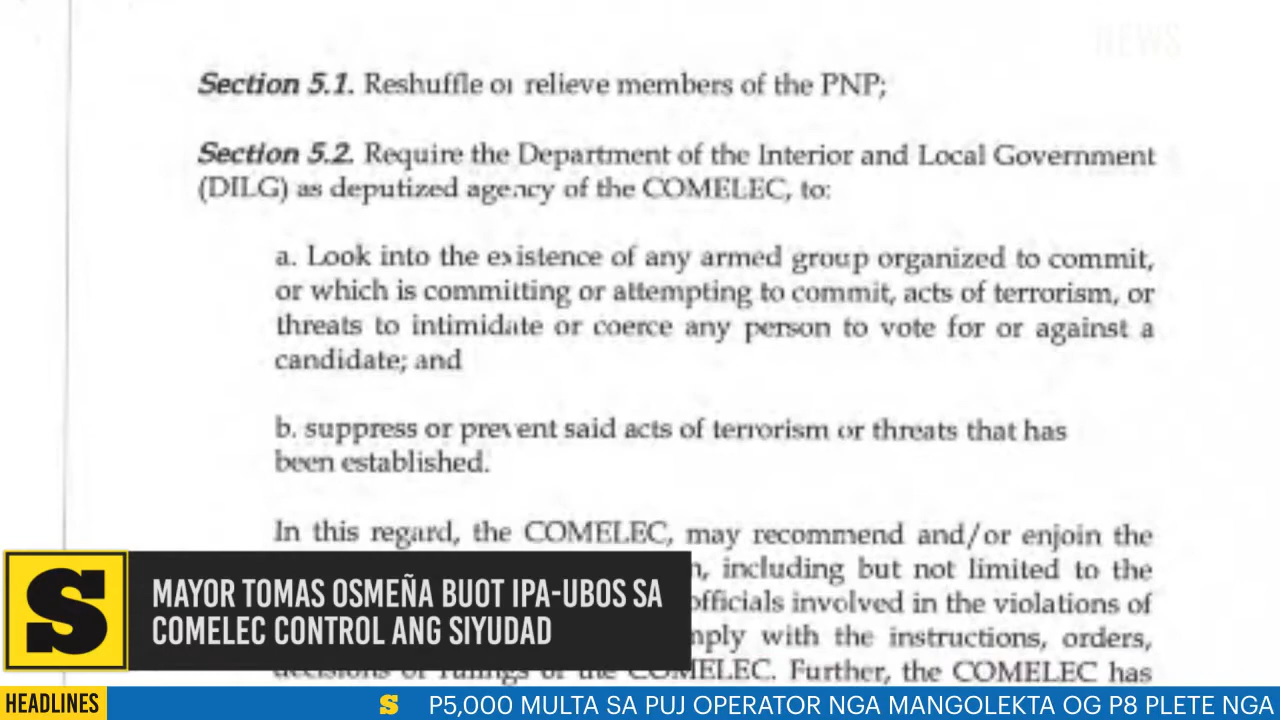 NEWS
Section 5.1. Reshuffle or relieve members of the PNP;
Section 5.2. Require the Department of the Interior and Local Government
(DILG) as deputized agency of the COMELEC, to:
a. Look into the existence of any armed group organized to commit,
or which is committing or attempting to commit, acts of terrorism, or
threats to intimidate or coerce any person to vote for or against a
candidate; and
b. suppress or prevent said acts of terrorism or threats that has
been established.
In this regard, the COMELEC, may recommend and/or enjoin the
including but not limited to the
officials involved in the violations of
with the instructions, orders,
decisions or rulings of the COMELEC. Further, the COMELEC has
S
MAYOR TOMAS OSMEÑA BUOT IPA-UBOS SA
COMELEC CONTROL ANG SIYUDAD
HEADLINES
S P5,000 MULTA SA PUJ OPERATOR NGA MANGOLEKTA OG P8 PLETE NGA